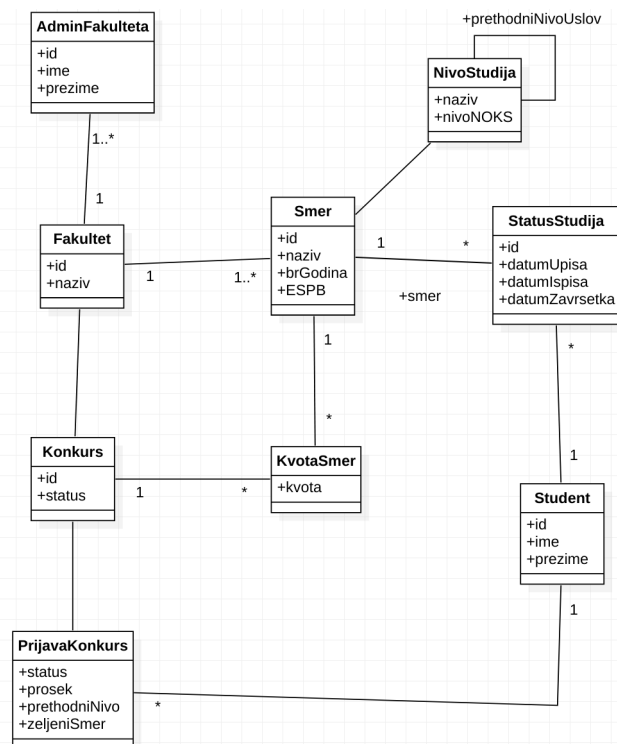 AdminFakulteta
+id
+ime
+prezime
1..*
1
Fakultet
+id
+naziv
1
1..*
Smer
+id
+naziv
+brGodina
+ESPB
+prethodniNivoUslov
NivoStudija
+naziv
+nivoNOKS
1
*
+smer
StatusStudija
+id
+datumUpisa
+datumIspisa
+datumZavrsetka
*
1
Student
+id
+ime
+prezime
1
1
*
KvotaSmer
+kvota
Konkurs
+id
+status
1
*
PrijavaKonkurs
+status
+prosek
+prethodniNivo
+zeljeniSmer
*